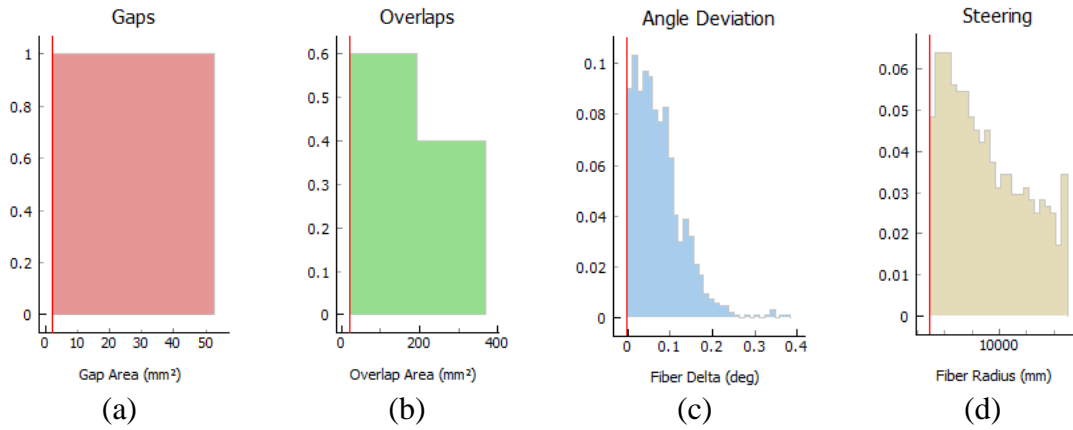 Gaps
1
0.8
0.6
0.4
0.2
0
0 10 20 30 40 50
Gap Area (mm²)
(a)
Overlaps
0.6
0.5
0.4
0.3
0.2
0.1
0
0 200 400
Overlap Area (mm²)
(b)
Angle Deviation
0.1
0.08
0.06
0.04
0.02
0
0 0.1 0.2 0.3 0.4
Fiber Delta (deg)
(c)
Steering
0.06
0.05
0.04
0.03
0.02
0.01
0
10000
Fiber Radius (mm)
(d)